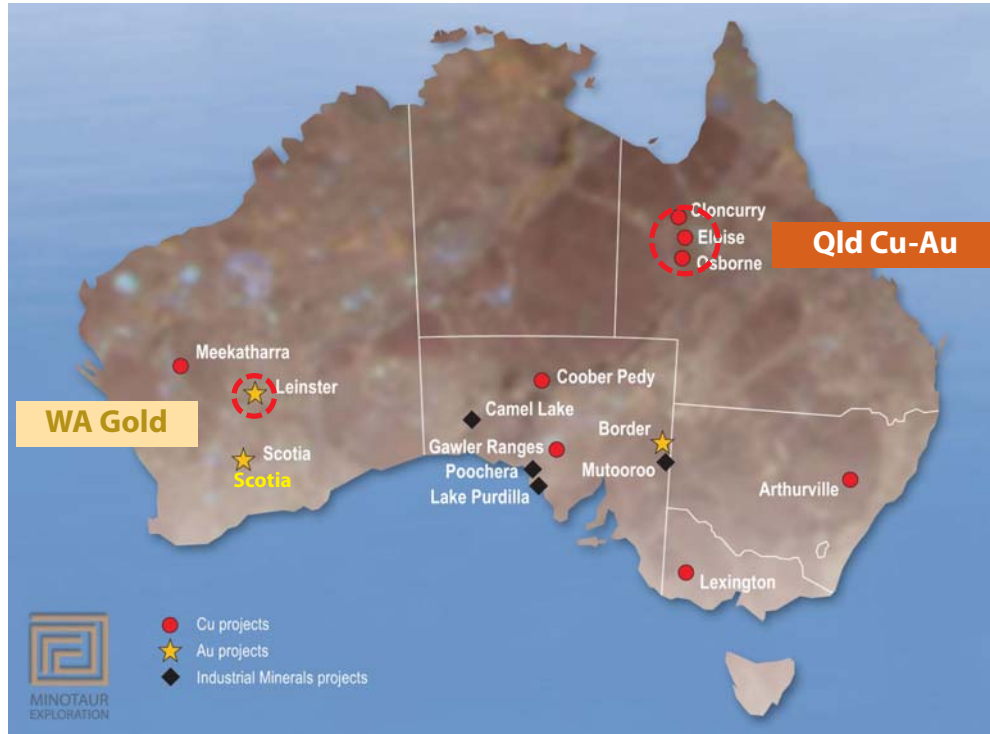 Cloncurry
Eloise
Osborne
Qld Cu-Au
Meekatharra
Leinster
WA Gold
Scotia
Scotia
Coober Pedy
Camel Lake
Gawler Ranges
Poochera
Lake Purdilla
Border
Mutooroo
Arthurville
Lexington
Cu projects
Au projects
Industrial Minerals projects
MINOTAUR
EXPLORATION